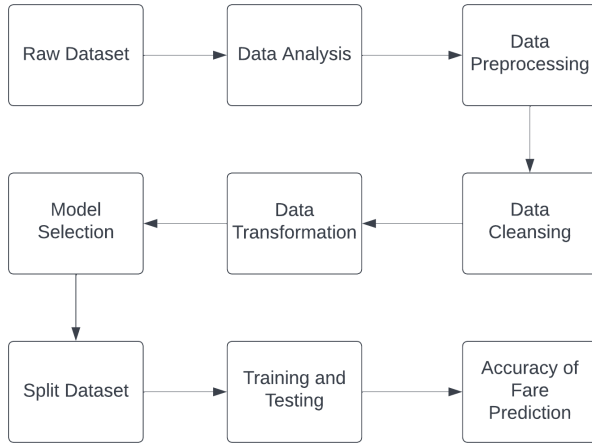 Raw Dataset
Data Analysis
Data
Preprocessing
Data
Cleansing
Data
Transformation
Model
Selection
Split Dataset
Training and
Testing
Accuracy of
Fare
Prediction